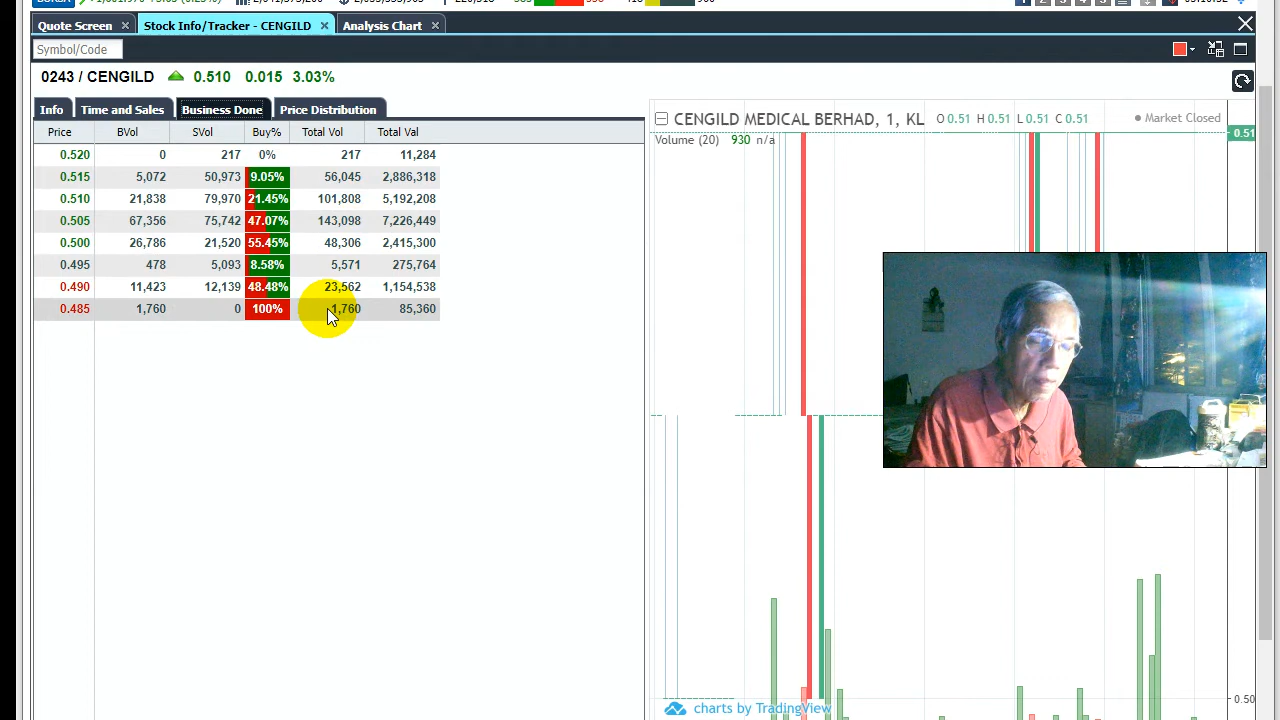 Quote Screen × Stock Info/Tracker - CENGILD × Analysis Chart ×
Symbol/Code
0243 / CENGILD 0.510 0.015 3.03%
Info Time and Sales Business Done Price Distribution
Price BVol SVol Buy% Total Vol Total Val
0.520 0 217 0% 217 11,284
0.515 5,072 50,973 9.05% 56,045 2,886,318
0.510 21,838 79,970 21.45% 101,808 5,192,208
0.505 67,356 75,742 47.07% 143,098 7,226,449
0.500 26,786 21,520 55.45% 48,306 2,415,300
0.495 478 5,093 8.58% 5,571 275,764
0.490 11,423 12,139 48.48% 23,562 1,154,538
0.485 1,760 0 100% 1,760 85,360
CENGILD MEDICAL BERHAD, 1, KL O 0.51 H 0.51 L 0.51 C 0.51 Market Closed
0.51
Volume (20) 930 n/a
0.50
charts by TradingView